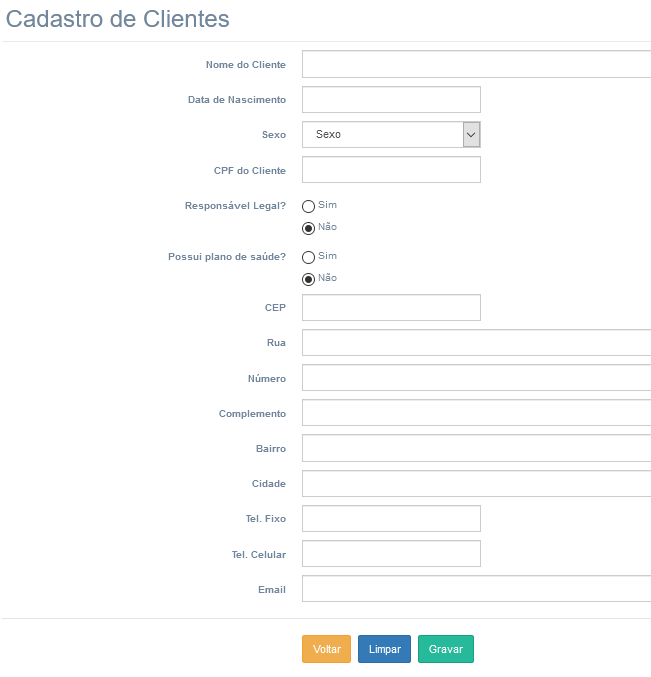 Cadastro de Clientes
Nome do Cliente
Data de Nascimento
Sexo Sexo
CPF do Cliente
Responsável Legal? Sim
Não
Possui plano de saúde? Sim
Não
CEP
Rua
Número
Complemento
Bairro
Cidade
Tel. Fixo
Tel. Celular
Email
Voltar Limpar Gravar